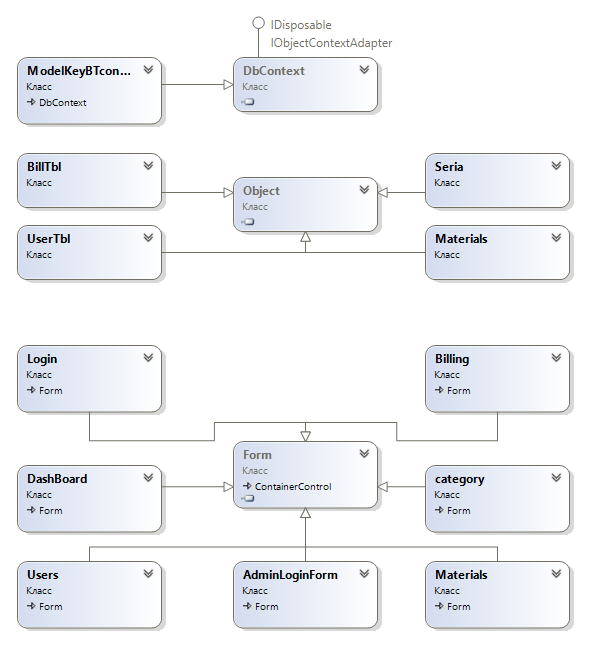 IDisposable
IObjectContextAdapter
ModelKeyBTcon...
Класс
DbContext
DbContext
Класс
BillTbl
Класс
Object
Класс
Seria
Класс
UserTbl
Класс
Materials
Класс
Login
Класс
Form
Billing
Класс
Form
Form
Класс
ContainerControl
DashBoard
Класс
Form
category
Класс
Form
Users
Класс
Form
AdminLoginForm
Класс
Form
Materials
Класс
Form